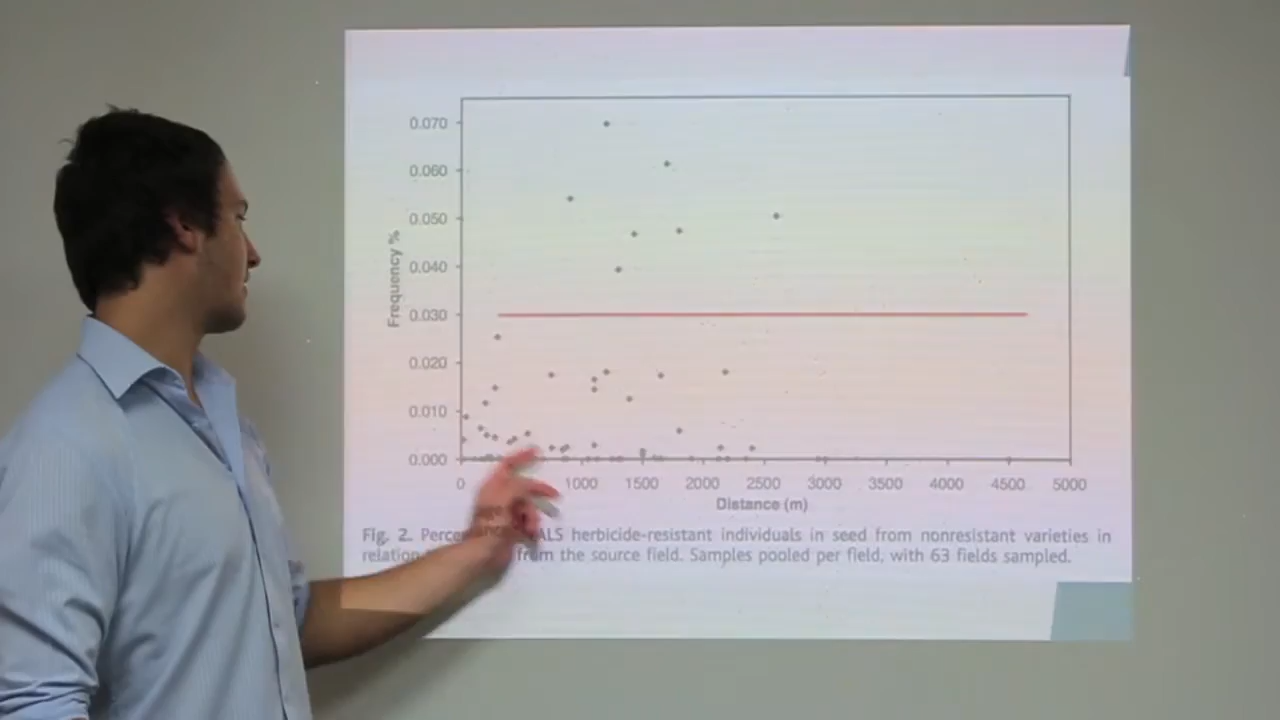 0.070
0.060
0.050
0.040
0.030
0.020
0.010
0.000
Frequency %
0 1000 1500 2000 2500 3000 3500 4000 4500 5000
Distance (m)
Fig. 2. ALS herbicide-resistant individuals in seed from nonresistant varieties in
relation from the source field. Samples pooled per field, with 63 fields sampled.